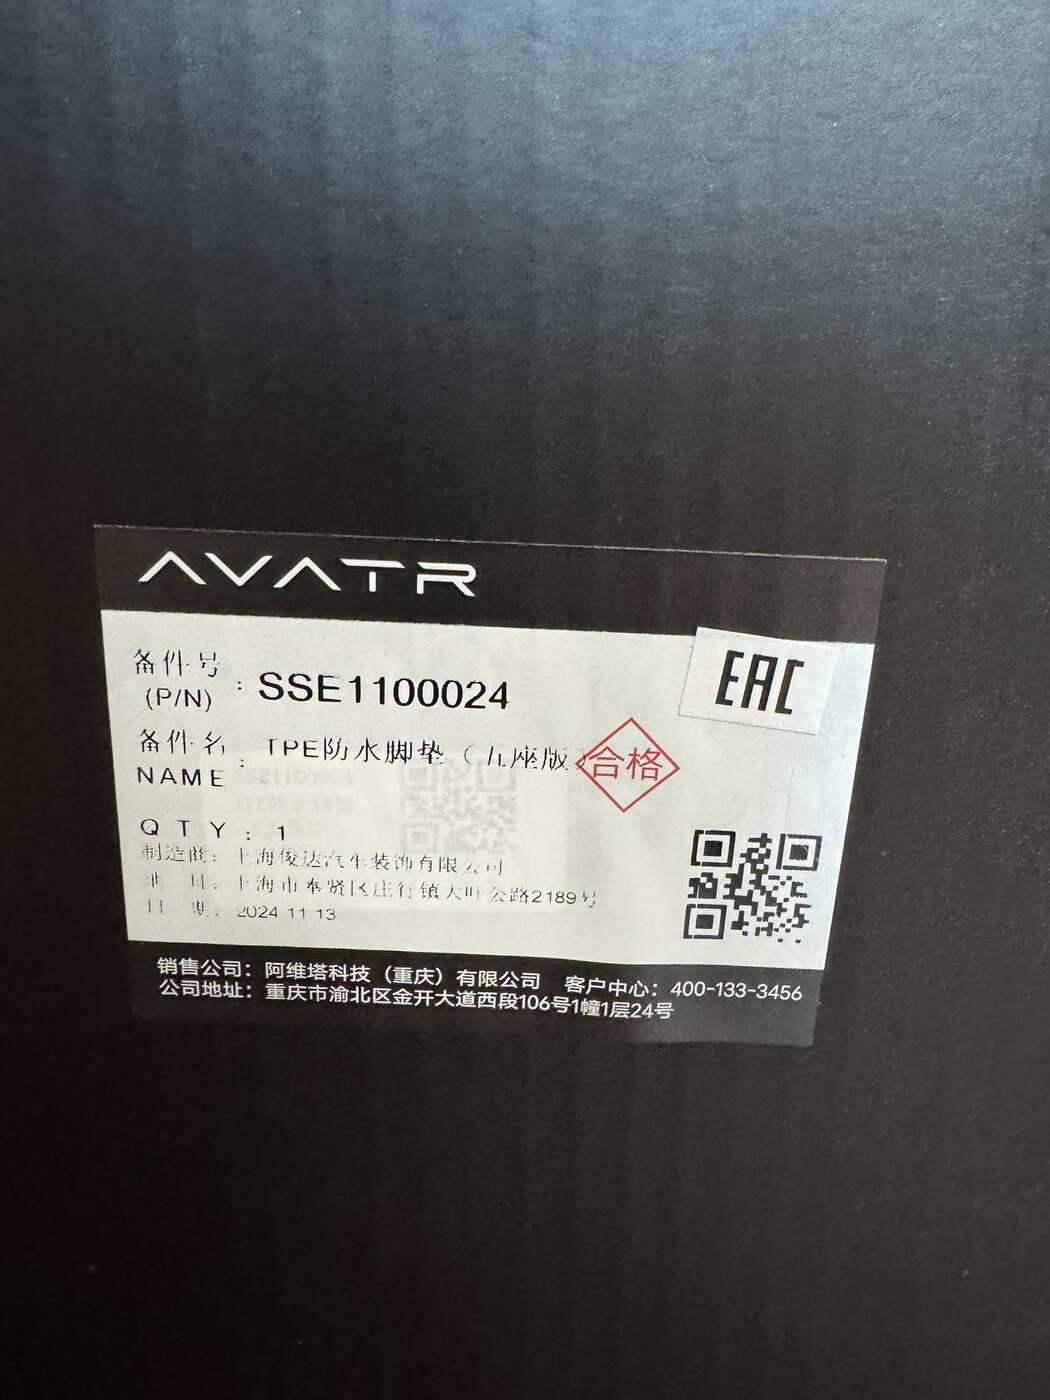 AVATR
备件号
(P/N) : SSE1100024
EAC
备件名
NAME : TPE防水脚垫（五座版）
合格
QTY : 1
制造商: 上海俊达汽车装饰有限公司
地 址: 上海市奉贤区庄行镇大叶公路2189号
日 期: 2024 11 13
销售公司: 阿维塔科技（重庆）有限公司 客户中心: 400-133-3456
公司地址: 重庆市渝北区金开大道西段106号1幢1层24号